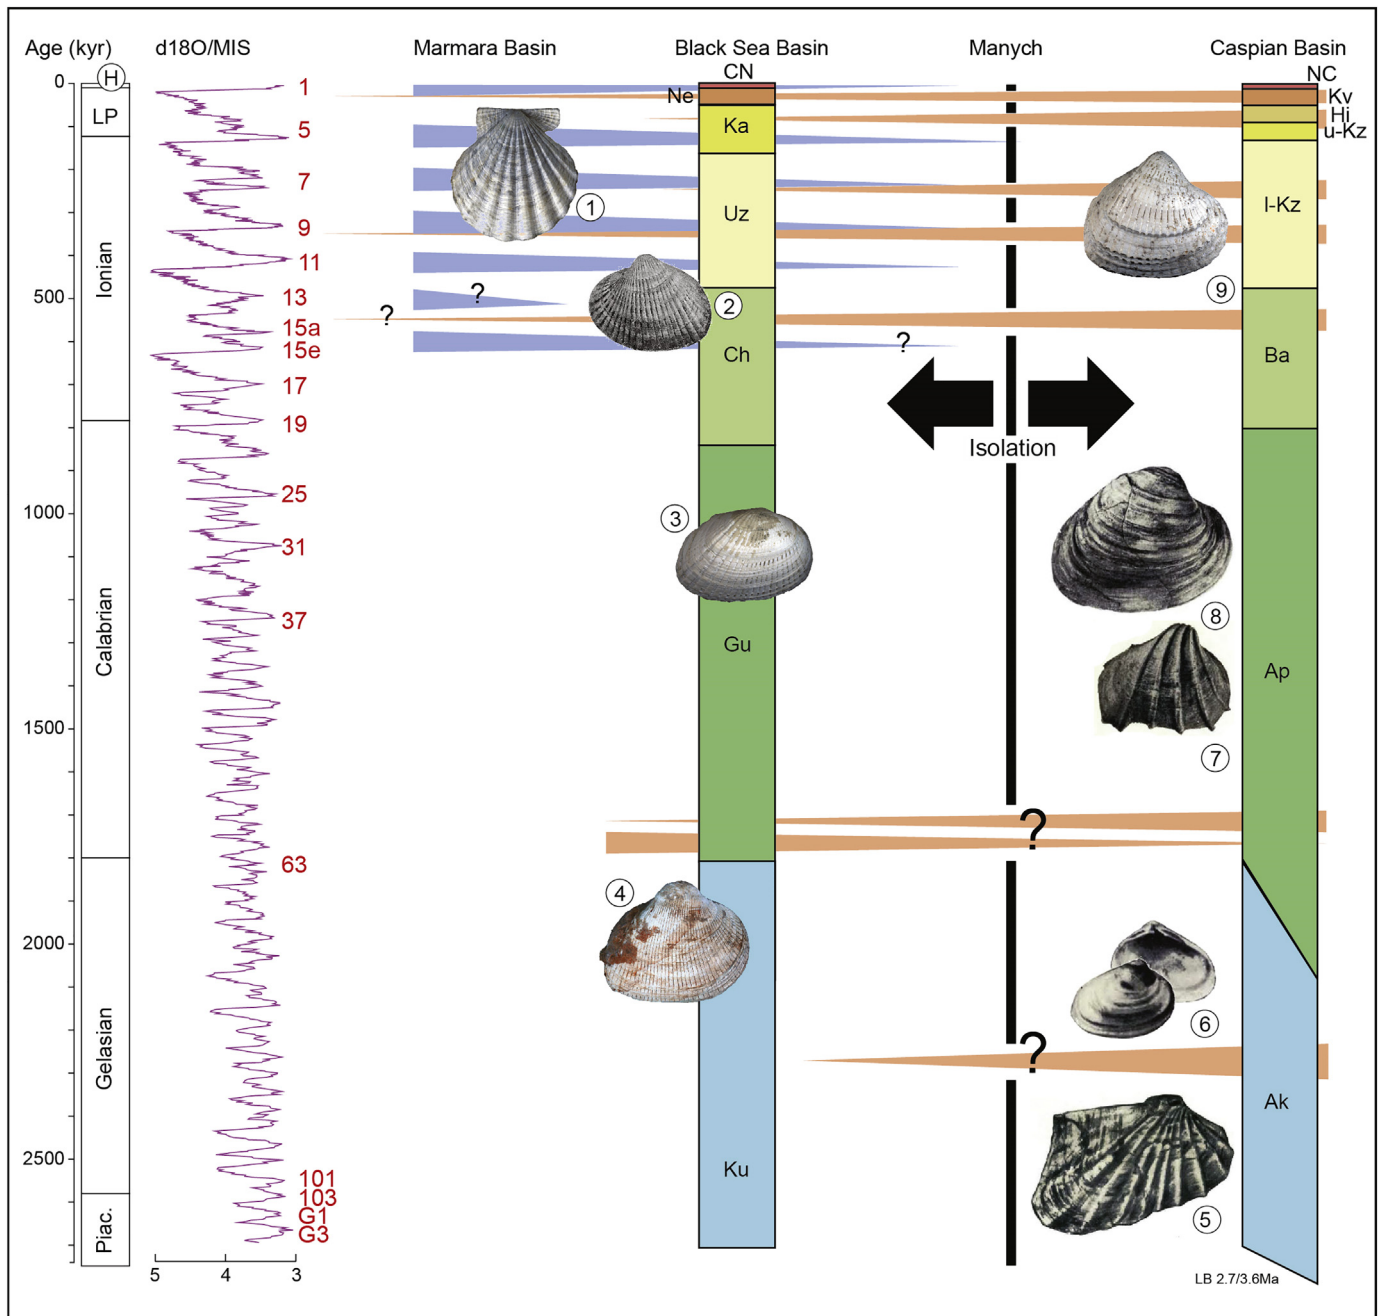 Age (kyr) d18O/MIS Marmara Basin Black Sea Basin Manych Caspian Basin
CN NC
0 H 1
Ne Kv
LP Hi
5 Ka u-Kz
7
1
9 Uz l-Kz
11
Ionian
13 ? 9
500 2
15a ?
15e ?
Ch Ba
17
19
Isolation
25
1000 3
31
8
37
Calabrian Gu Ap
1500
7
?
63
4
2000
6
?
Gelasian
Ak
2500 Ku
101
103
G1 5
G3
Piac.
5 4 3
LB 2.7/3.6Ma